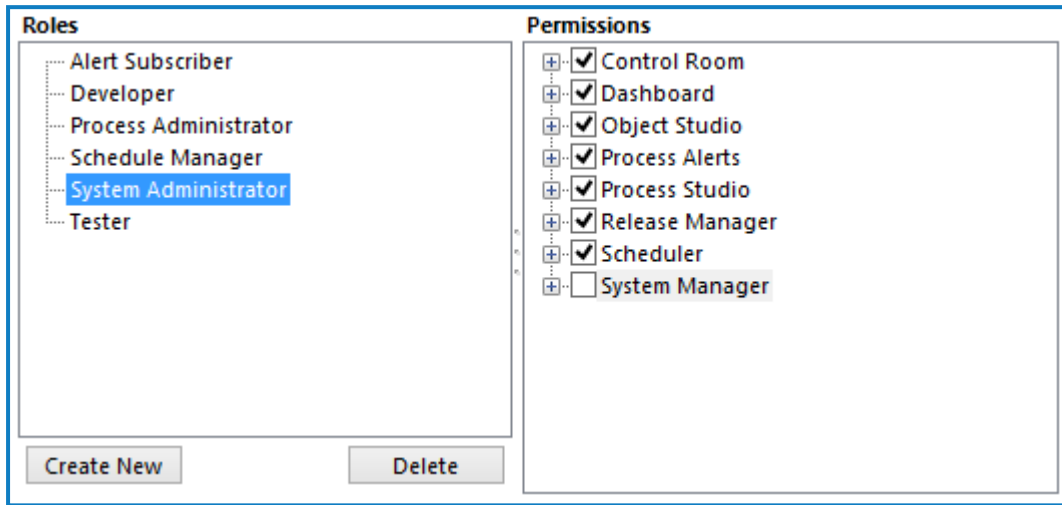 Roles
Alert Subscriber
Developer
Process Administrator
Schedule Manager
System Administrator
Tester
Create New
Delete
Permissions
Control Room
Dashboard
Object Studio
Process Alerts
Process Studio
Release Manager
Scheduler
System Manager